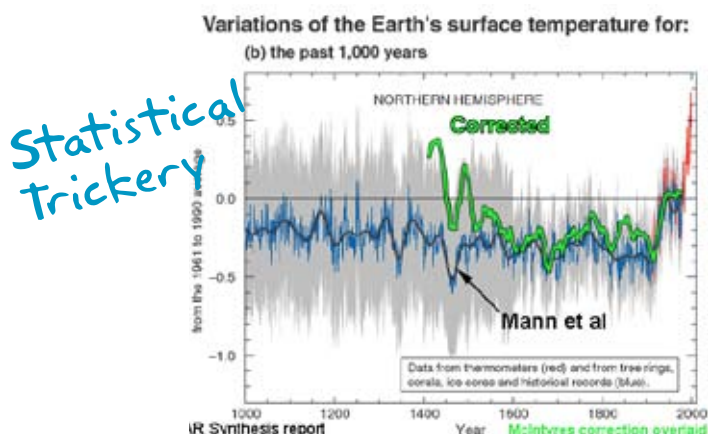 Variations of the Earth's surface temperature for:
(b) the past 1,000 years
Statistical
Trickery
NORTHERN HEMISPHERE
Corrected
0.5
0.0
-0.5
-1.0
from the 1961 to 1990 average
Mann et al
Data from thermometers (red) and from tree rings,
corals, ice cores and historical records (blue).
1000 1200 1400 1600 1800 2000
AR Synthesis report Year McIntyres correction overlaid